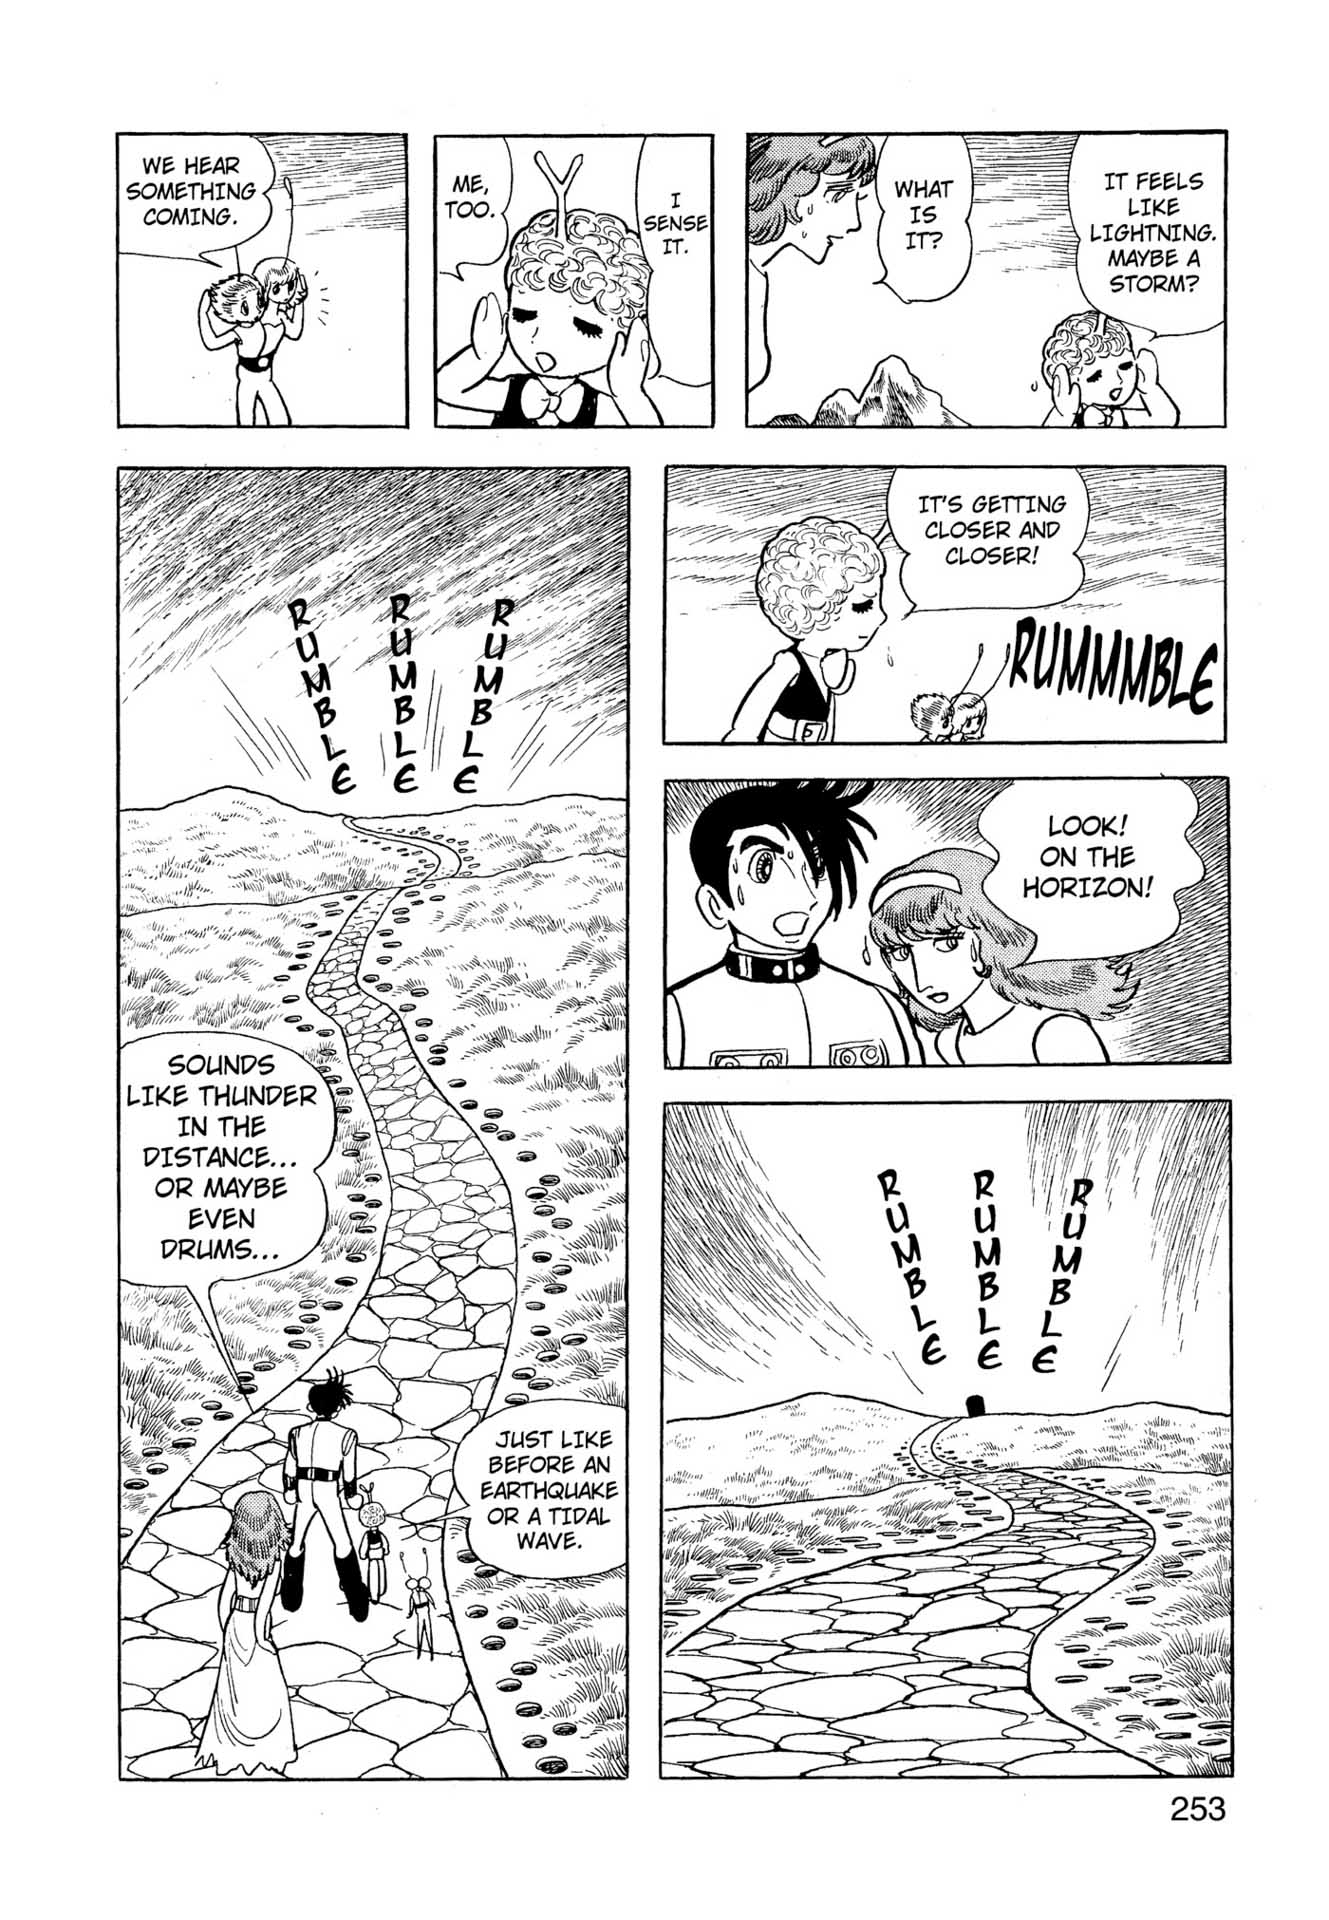 WE HEAR
SOMETHING
COMING.
ME,
TOO.
I
SENSE
IT.
WHAT
IS
IT?
IT FEELS
LIKE
LIGHTNING.
MAYBE A
STORM?
RUMBLE
RUMBLE
RUMBLE
SOUNDS
LIKE THUNDER
IN THE
DISTANCE...
OR MAYBE
EVEN
DRUMS...
JUST LIKE
BEFORE AN
EARTHQUAKE
OR A TIDAL
WAVE.
IT'S GETTING
CLOSER AND
CLOSER!
RUMMMBLE
LOOK!
ON THE
HORIZON!
RUMBLE
RUMBLE
RUMBLE
253